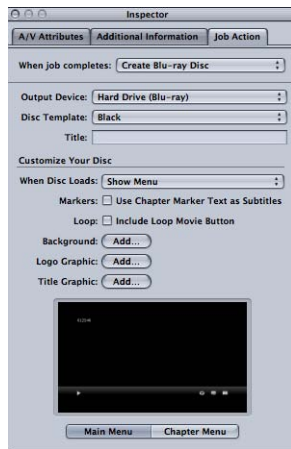 Inspector
A/V Attributes Additional Information Job Action
When job completes: Create Blu-ray Disc
Output Device: Hard Drive (Blu-ray)
Disc Template: Black
Title:
Customize Your Disc
When Disc Loads: Show Menu
Markers: Use Chapter Marker Text as Subtitles
Loop: Include Loop Movie Button
Background: Add...
Logo Graphic: Add...
Title Graphic: Add...
Main Menu Chapter Menu